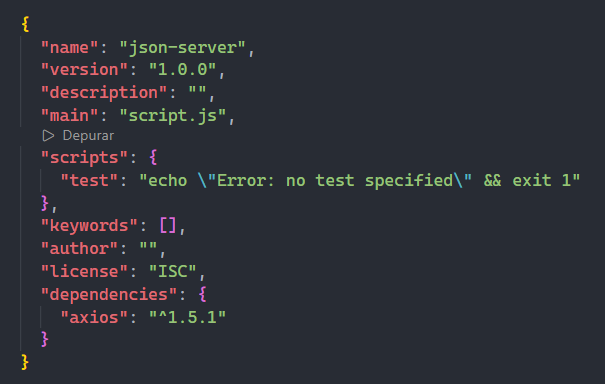 {
  "name": "json-server",
  "version": "1.0.0",
  "description": "",
  "main": "script.js",
  ▷ Depurar
  "scripts": {
    "test": "echo \"Error: no test specified\" && exit 1"
  },
  "keywords": [],
  "author": "",
  "license": "ISC",
  "dependencies": {
    "axios": "^1.5.1"
  }
}